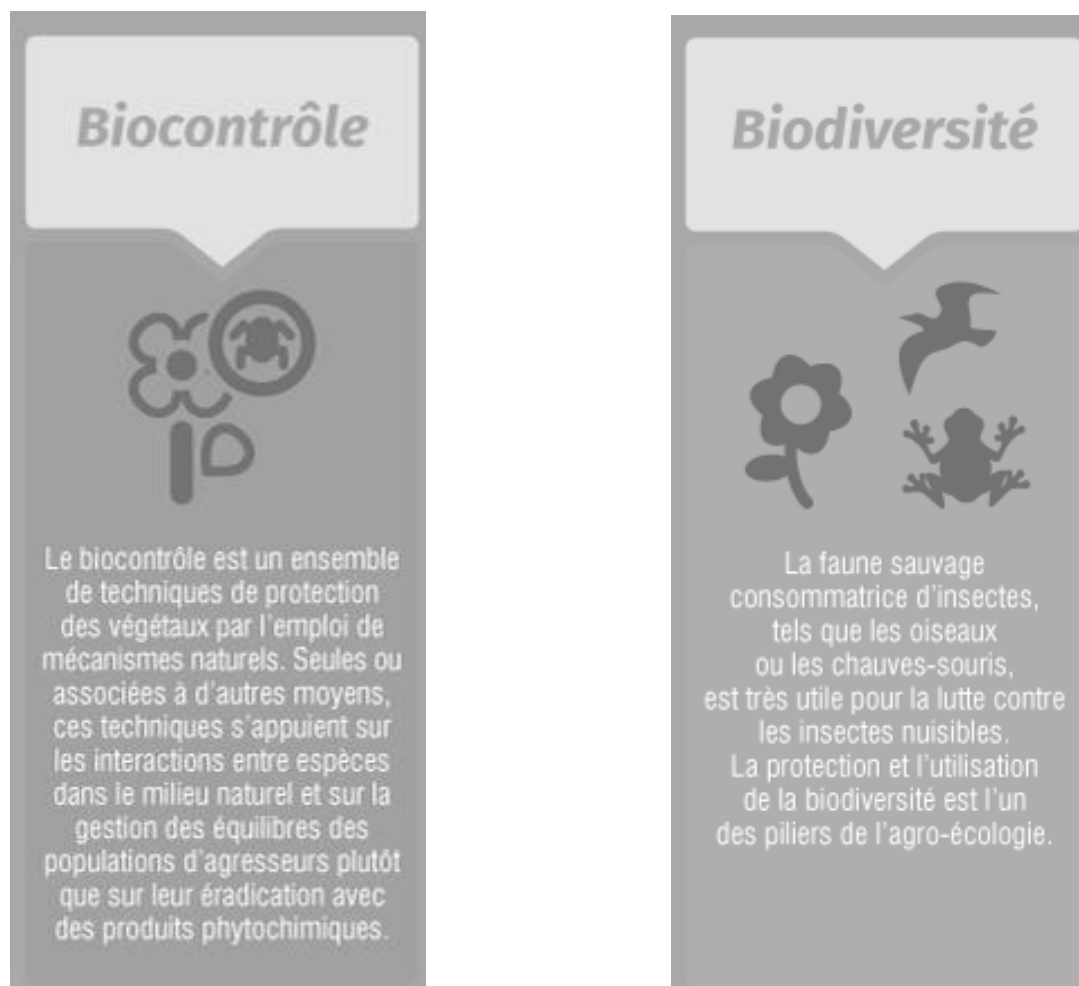 Biocontrôle
Le biocontrôle est un ensemble
de techniques de protection
des végétaux par l'emploi de
mécanismes naturels. Seules ou
associées à d'autres moyens,
ces techniques s'appuient sur
les interactions entre espèces
dans le milieu naturel et sur la
gestion des équilibres des
populations d'agresseurs plutôt
que sur leur éradication avec
des produits phytochimiques.
Biodiversité
La faune sauvage
consommatrice d'insectes,
tels que les oiseaux
ou les chauves-souris,
est très utile pour la lutte contre
les insectes nuisibles.
La protection et l'utilisation
de la biodiversité est l'un
des piliers de l'agro-écologie.